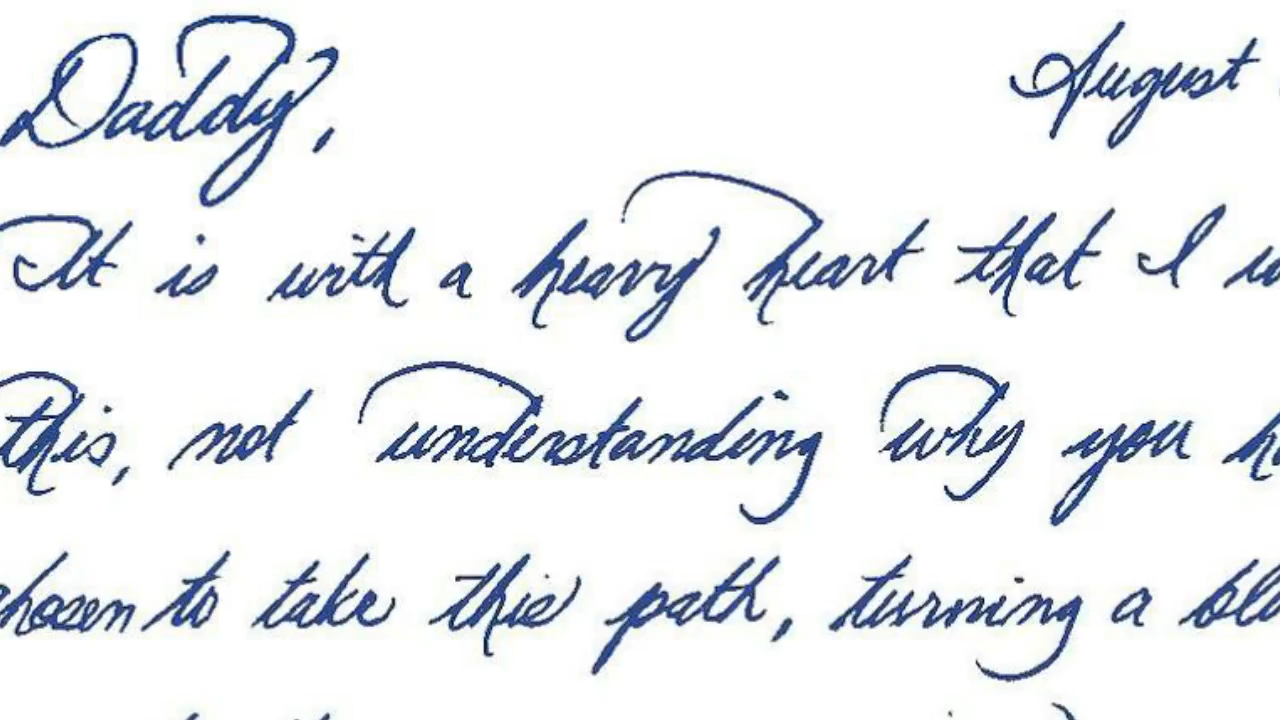 Daddy, August
It is with a heavy heart that I
this, not understanding why you
chosen to take this path, turning a